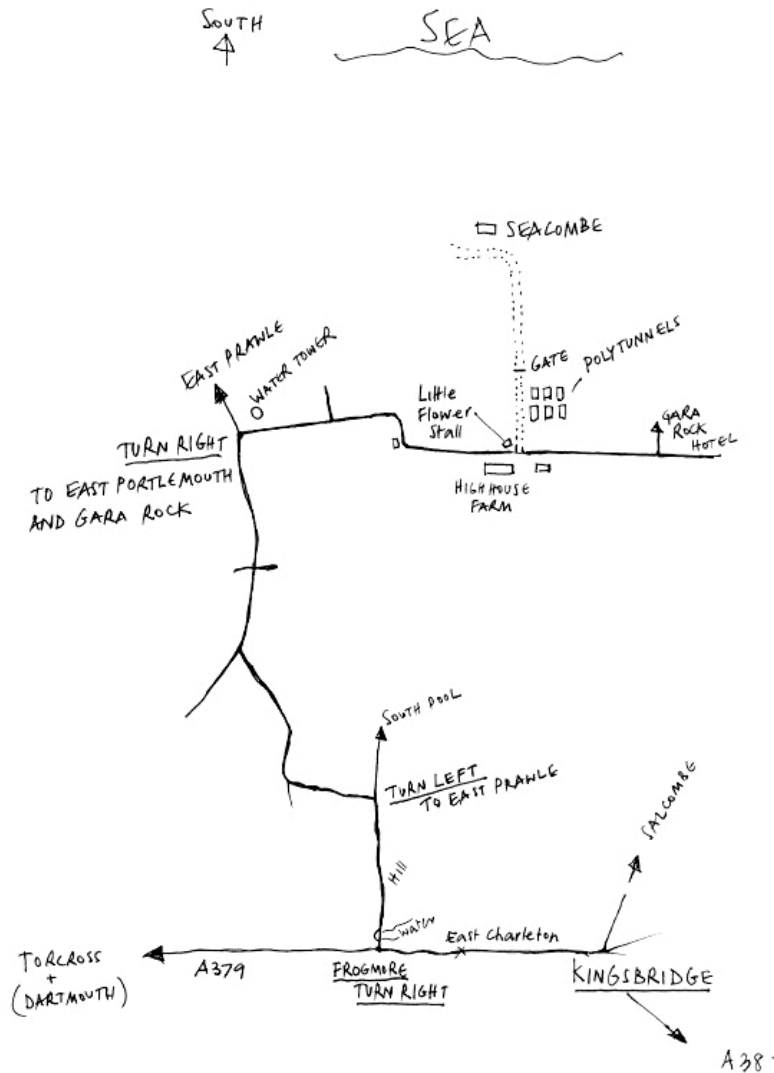 SOUTH
SEA
SEACOMBE
EAST PRAWLE
WATER TOWER
GATE
POLYTUNNELS
Little
Flower
Stall
GARA
ROCK
HOTEL
TURN RIGHT
TO EAST PORTLEMOUTH
AND GARA ROCK
HIGHHOUSE
FARM
SOUTH POOL
TURN LEFT
TO EAST PRAWLE
SALCOMBE
Hill
WATER
East Charleton
TORCROSS
+
(DARTMOUTH)
A379
FROGMORE
TURN RIGHT
KINGSBRIDGE
A38